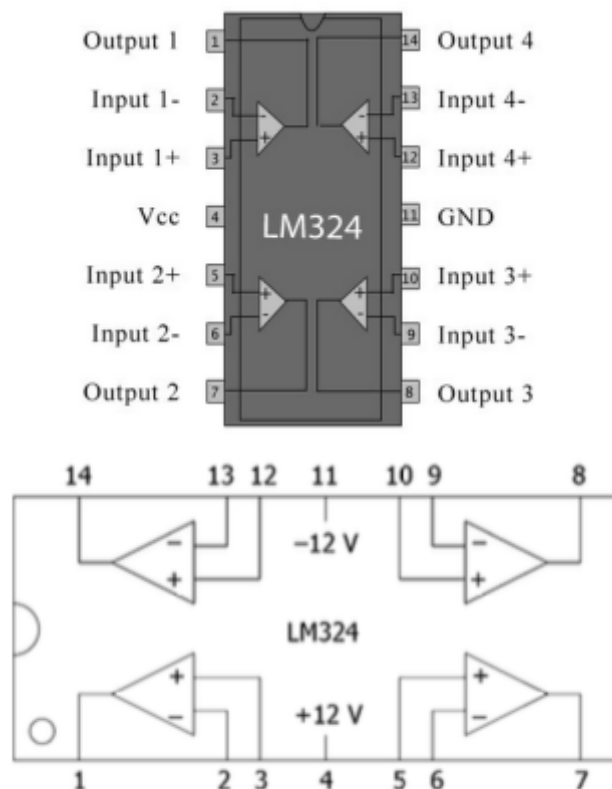 Output 1 1 14 Output 4
Input 1- 2 - - 13 Input 4-
Input 1+ 3 + + 12 Input 4+
Vcc 4 LM324 11 GND
Input 2+ 5 + + 10 Input 3+
Input 2- 6 - - 9 Input 3-
Output 2 7 8 Output 3
14 13 12 11 10 9 8
− −12 V −
+ +
LM324
+ +
− +12 V −
1 2 3 4 5 6 7